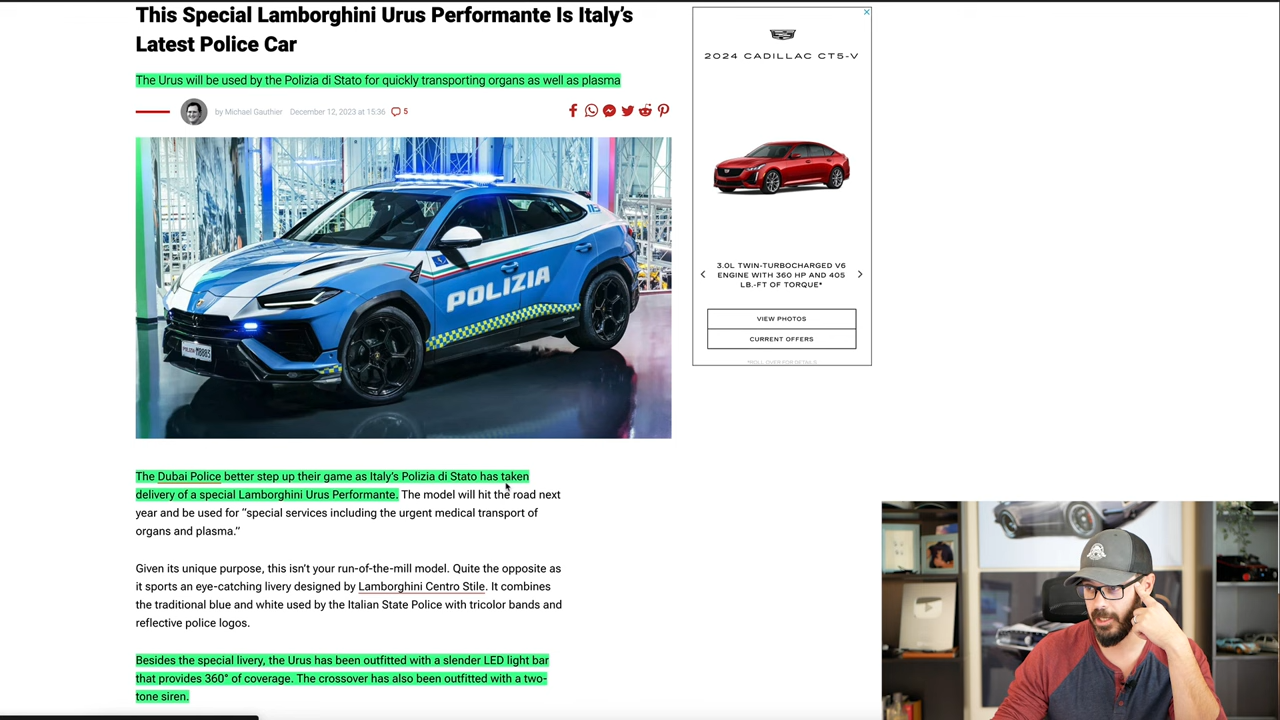 This Special Lamborghini Urus Performante Is Italy’s
Latest Police Car
The Urus will be used by the Polizia di Stato for quickly transporting organs as well as plasma
by Michael Gauthier December 12, 2023 at 15:36 5
POLIZIA
The Dubai Police better step up their game as Italy’s Polizia di Stato has taken
delivery of a special Lamborghini Urus Performante. The model will hit the road next
year and be used for “special services including the urgent medical transport of
organs and plasma.”
Given its unique purpose, this isn’t your run-of-the-mill model. Quite the opposite as
it sports an eye-catching livery designed by Lamborghini Centro Stile. It combines
the traditional blue and white used by the Italian State Police with tricolor bands and
reflective police logos.
Besides the special livery, the Urus has been outfitted with a slender LED light bar
that provides 360° of coverage. The crossover has also been outfitted with a two-
tone siren.
2024 CADILLAC CT5-V
3.0L TWIN-TURBOCHARGED V6
ENGINE WITH 360 HP AND 405
LB.-FT OF TORQUE*
VIEW PHOTOS
CURRENT OFFERS
*ROLL OVER FOR DETAILS